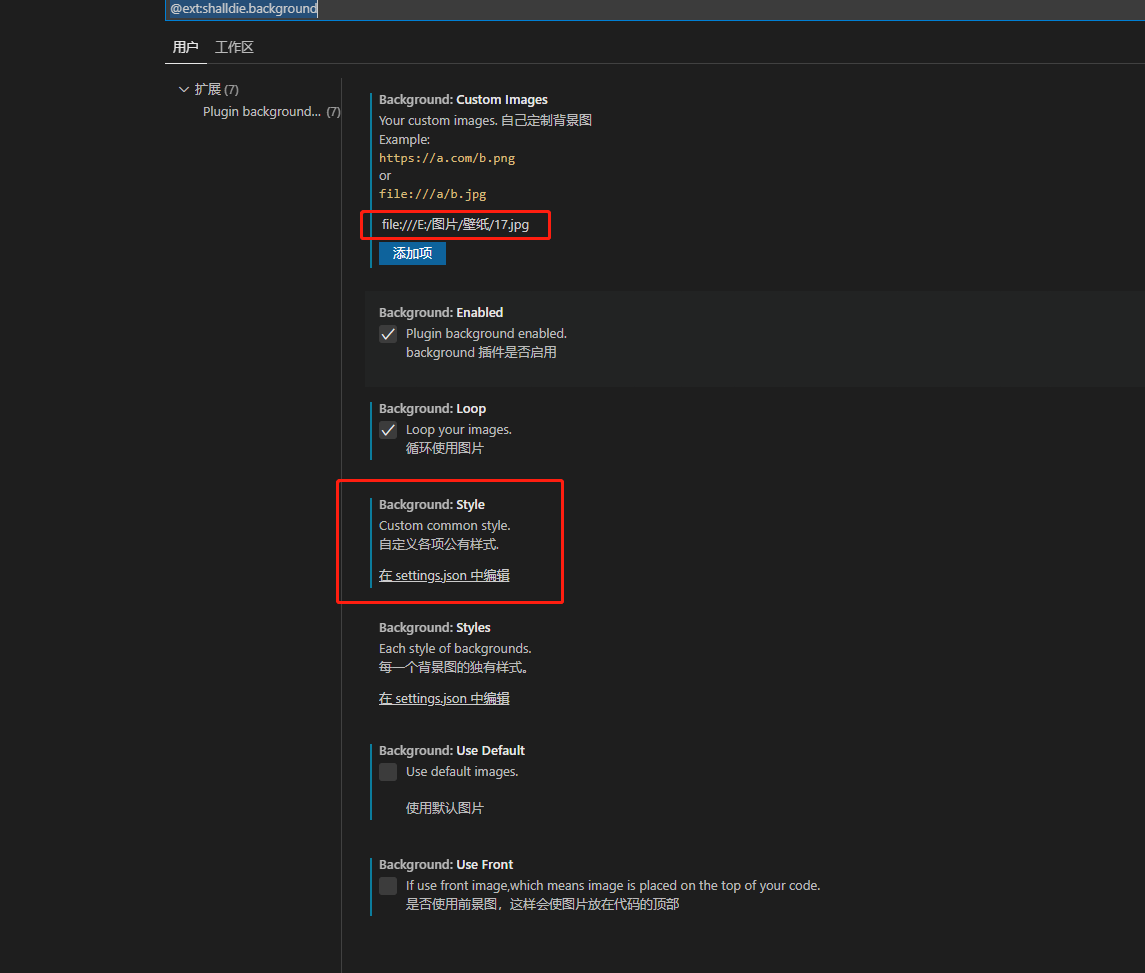 @ext:shalldie.background
用户 工作区
扩展 (7)
Plugin background... (7)
Background: Custom Images
Your custom images. 自己定制背景图
Example:
https://a.com/b.png
or
file:///a/b.jpg
file:///E:/图片/壁纸/17.jpg
添加项
Background: Enabled
Plugin background enabled.
background 插件是否启用
Background: Loop
Loop your images.
循环使用图片
Background: Style
Custom common style.
自定义各项公有样式.
在 settings.json 中编辑
Background: Styles
Each style of backgrounds.
每一个背景图的独有样式。
在 settings.json 中编辑
Background: Use Default
Use default images.
使用默认图片
Background: Use Front
If use front image,which means image is placed on the top of your code.
是否使用前景图，这样会使图片放在代码的顶部